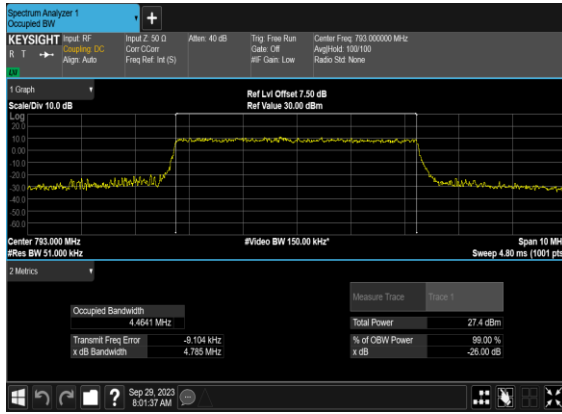 Spectrum Analyzer 1
Occupied BW
+
KEYSIGHT
R T
LXI
Input: RF
Coupling: DC
Align: Auto
Input Z: 50 Ω
Corr CCorr
Freq Ref: Int (S)
Atten: 40 dB
Trig: Free Run
Gate: Off
#IF Gain: Low
Center Freq: 793.000000 MHz
Avg|Hold: 100/100
Radio Std: None
1 Graph
Scale/Div 10.0 dB
Ref Lvl Offset 7.50 dB
Ref Value 30.00 dBm
Log
20.0
10.0
0.00
-10.0
-20.0
-30.0
-40.0
-50.0
-60.0
Center 793.000 MHz
#Res BW 51.000 kHz
#Video BW 150.00 kHz*
Span 10 MH
Sweep 4.80 ms (1001 pts
2 Metrics
Measure Trace
Trace 1
Occupied Bandwidth
4.4641 MHz
Total Power
27.4 dBm
Transmit Freq Error
-9.104 kHz
% of OBW Power
99.00 %
x dB Bandwidth
4.785 MHz
x dB
-26.00 dB
?
Sep 29, 2023
8:01:37 AM